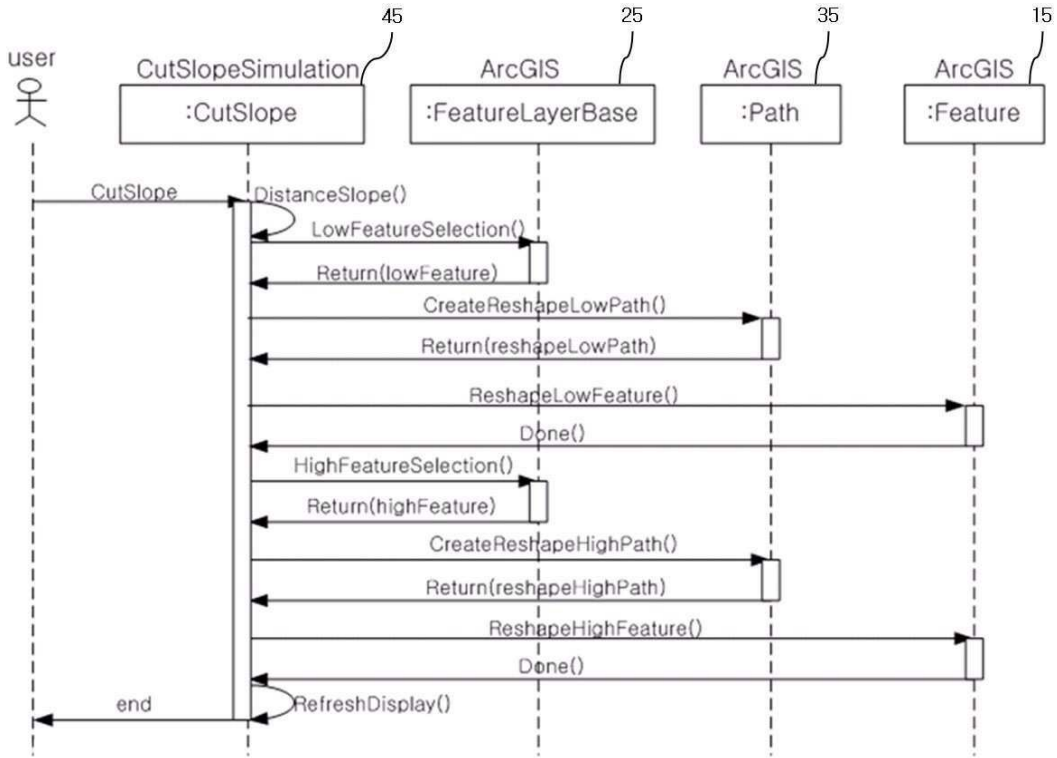 45
25
35
15
user
CutSlopeSimulation
ArcGIS
ArcGIS
ArcGIS
:CutSlope
:FeatureLayerBase
:Path
:Feature
CutSlope
DistanceSlope()
LowFeatureSelection()
Return(lowFeature)
CreateReshapeLowPath()
Return(reshapeLowPath)
ReshapeLowFeature()
Done()
HighFeatureSelection()
Return(highFeature)
CreateReshapeHighPath()
Return(reshapeHighPath)
ReshapeHighFeature()
Done()
RefreshDisplay()
end